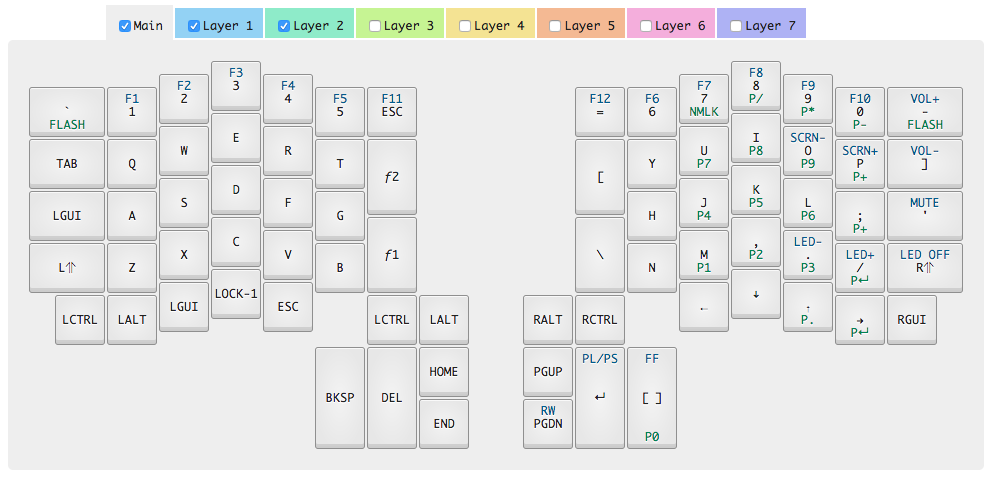 Main Layer 1 Layer 2 Layer 3 Layer 4 Layer 5 Layer 6 Layer 7
F3 F8
3 8
P/
F2 F4 F7 F9
2 4 7 9
NMLK P*
` F1 F5 F11 F12 F6 F10 VOL+
1 5 ESC = 6 0 -
FLASH P- FLASH
E I
P8
W R U SCRN-
O
P7 P9
TAB Q T ƒ2 [ Y SCRN+ VOL-
P ]
P+
D K
P5
S F J L
P4 P6
LGUI A G H ; MUTE
'
P+
C ,
P2
X V M LED-
.
P1 P3
L⇑ Z B ƒ1 \ N LED+ LED OFF
/ R⇑
P↵
LOCK-1 ↓
LGUI ESC ← ↑
P.
LCTRL LALT LCTRL LALT RALT RCTRL → RGUI
P↵
HOME PGUP PL/PS FF
BKSP DEL ↵ [ ]
END RW
PGDN P0